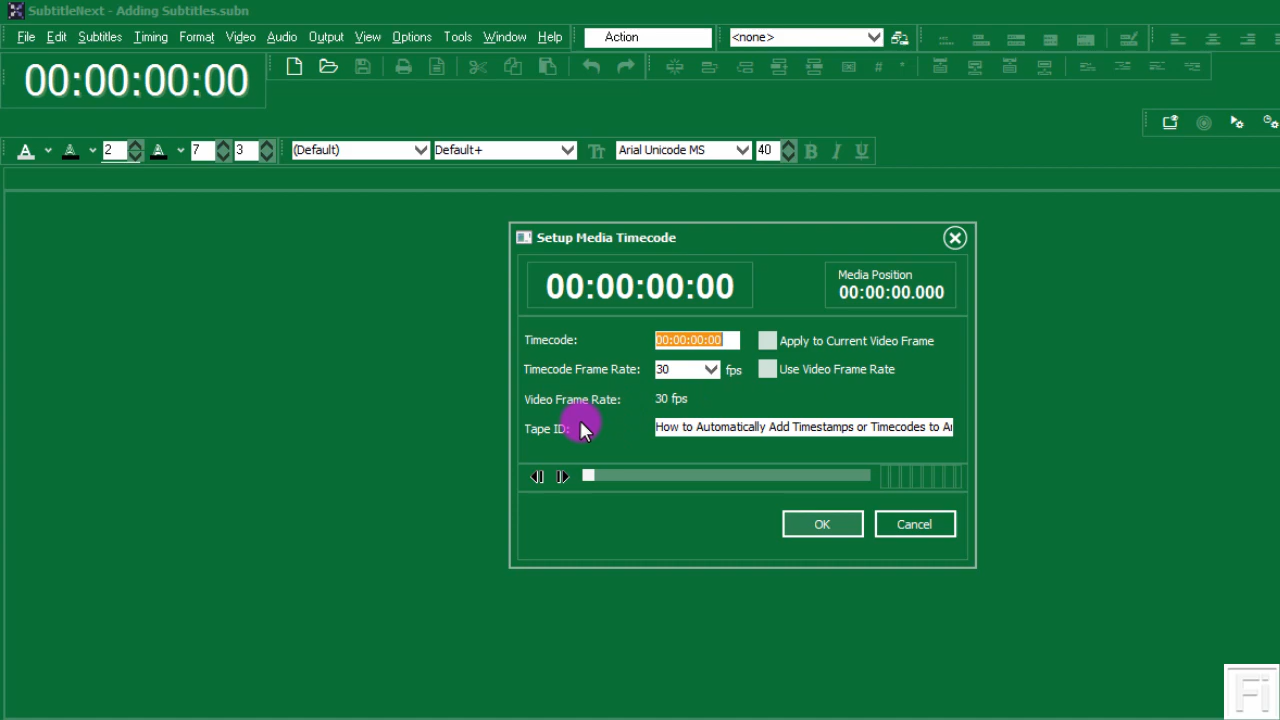 SubtitleNext - Adding Subtitles.subn
File Edit Subtitles Timing Format Video Audio Output View Options Tools Window Help Action <none>
00:00:00:00
# *
A A 2 A 7 3 (Default) Default+ TT Arial Unicode MS 40 B I U
Setup Media Timecode
00:00:00:00
Media Position
00:00:00.000
Timecode: 00:00:00:00 Apply to Current Video Frame
Timecode Frame Rate: 30 fps Use Video Frame Rate
Video Frame Rate: 30 fps
Tape ID: How to Automatically Add Timestamps or Timecodes to
OK Cancel
Fi